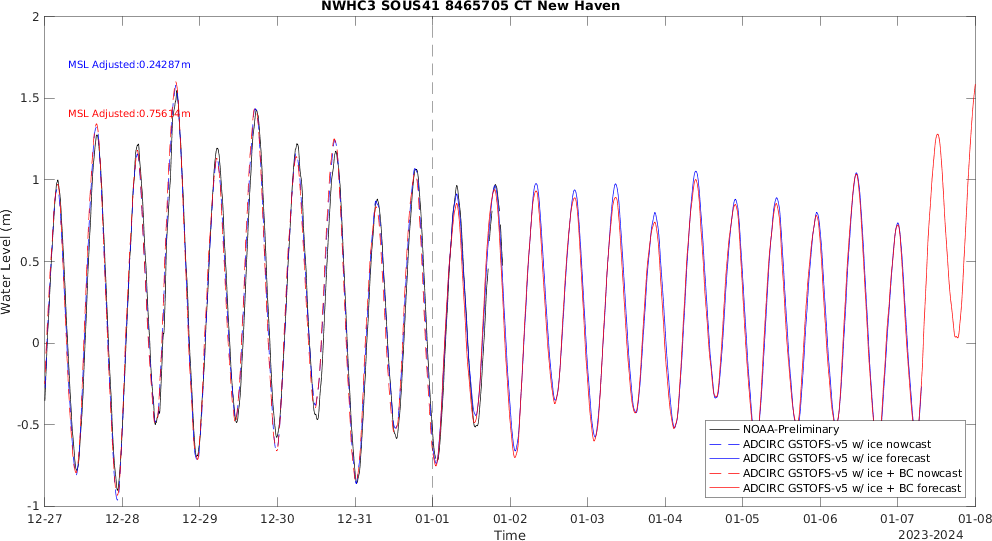 NWHC3 SOUS41 8465705 CT New Haven
2
1.5
1
0.5
0
-0.5
-1
Water Level (m)
MSL Adjusted:0.24287m
MSL Adjusted:0.75614m
NOAA-Preliminary
ADCIRC GSTOFS-v5 w/ ice nowcast
ADCIRC GSTOFS-v5 w/ ice forecast
ADCIRC GSTOFS-v5 w/ ice + BC nowcast
ADCIRC GSTOFS-v5 w/ ice + BC forecast
12-27 12-28 12-29 12-30 12-31 01-01 01-02 01-03 01-04 01-05 01-06 01-07 01-08
Time
2023-2024